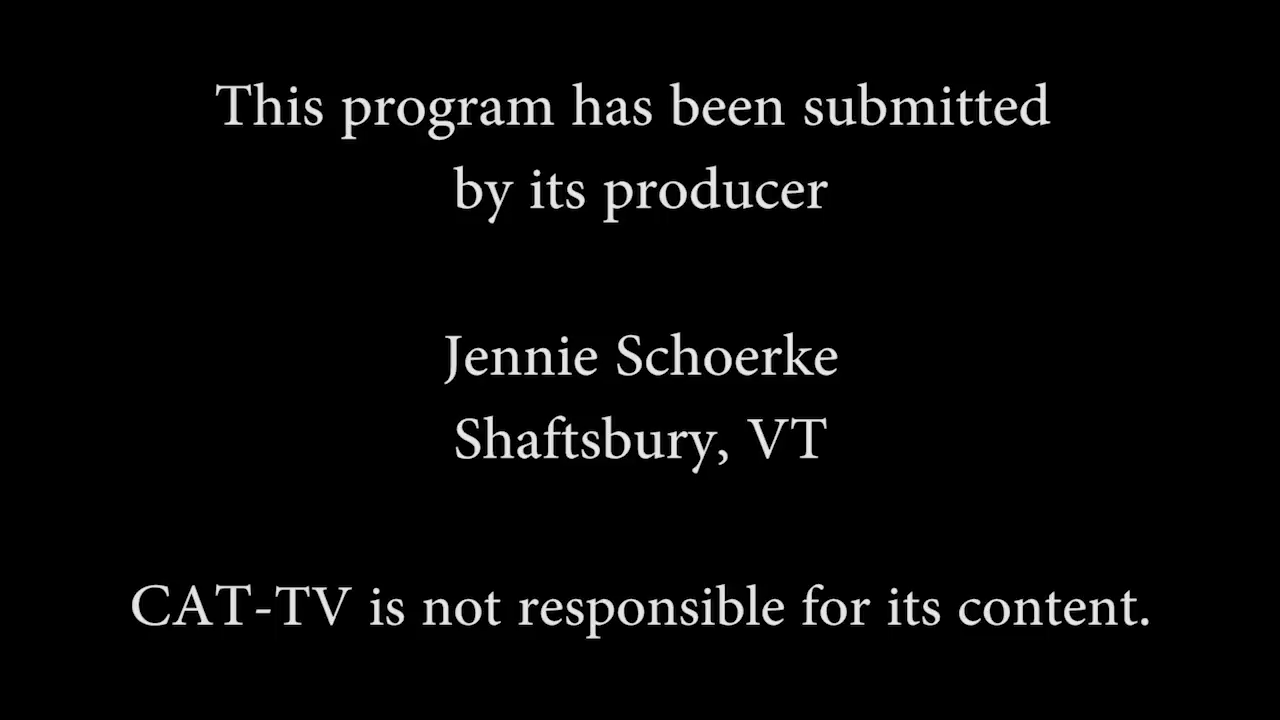 This program has been submitted
by its producer
Jennie Schoerke
Shaftsbury, VT
CAT-TV is not responsible for its content.